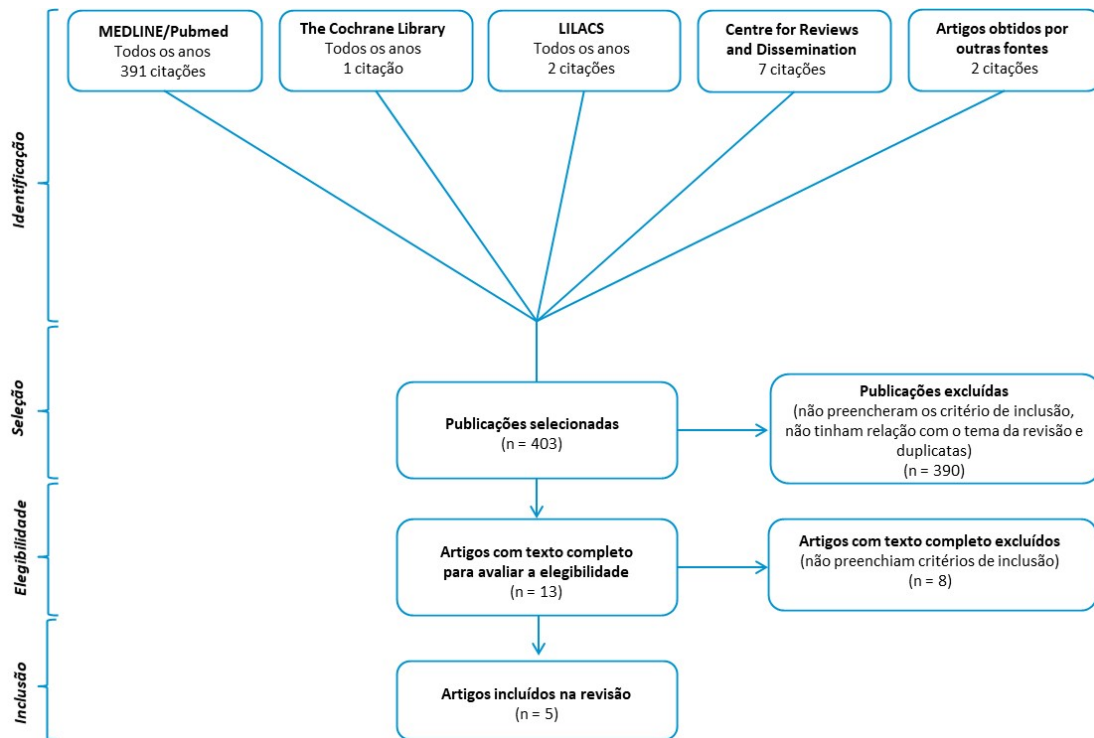 MEDLINE/Pubmed
Todos os anos
391 citações
The Cochrane Library
Todos os anos
1 citação
LILACS
Todos os anos
2 citações
Centre for Reviews
and Dissemination
7 citações
Artigos obtidos por
outras fontes
2 citações
Identificação
Seleção
Publicações selecionadas
(n = 403)
Publicações excluídas
(não preencheram os critério de inclusão,
não tinham relação com o tema da revisão e
duplicatas)
(n = 390)
Elegibilidade
Artigos com texto completo
para avaliar a elegibilidade
(n = 13)
Artigos com texto completo excluídos
(não preenchiam critérios de inclusão)
(n = 8)
Inclusão
Artigos incluídos na revisão
(n = 5)